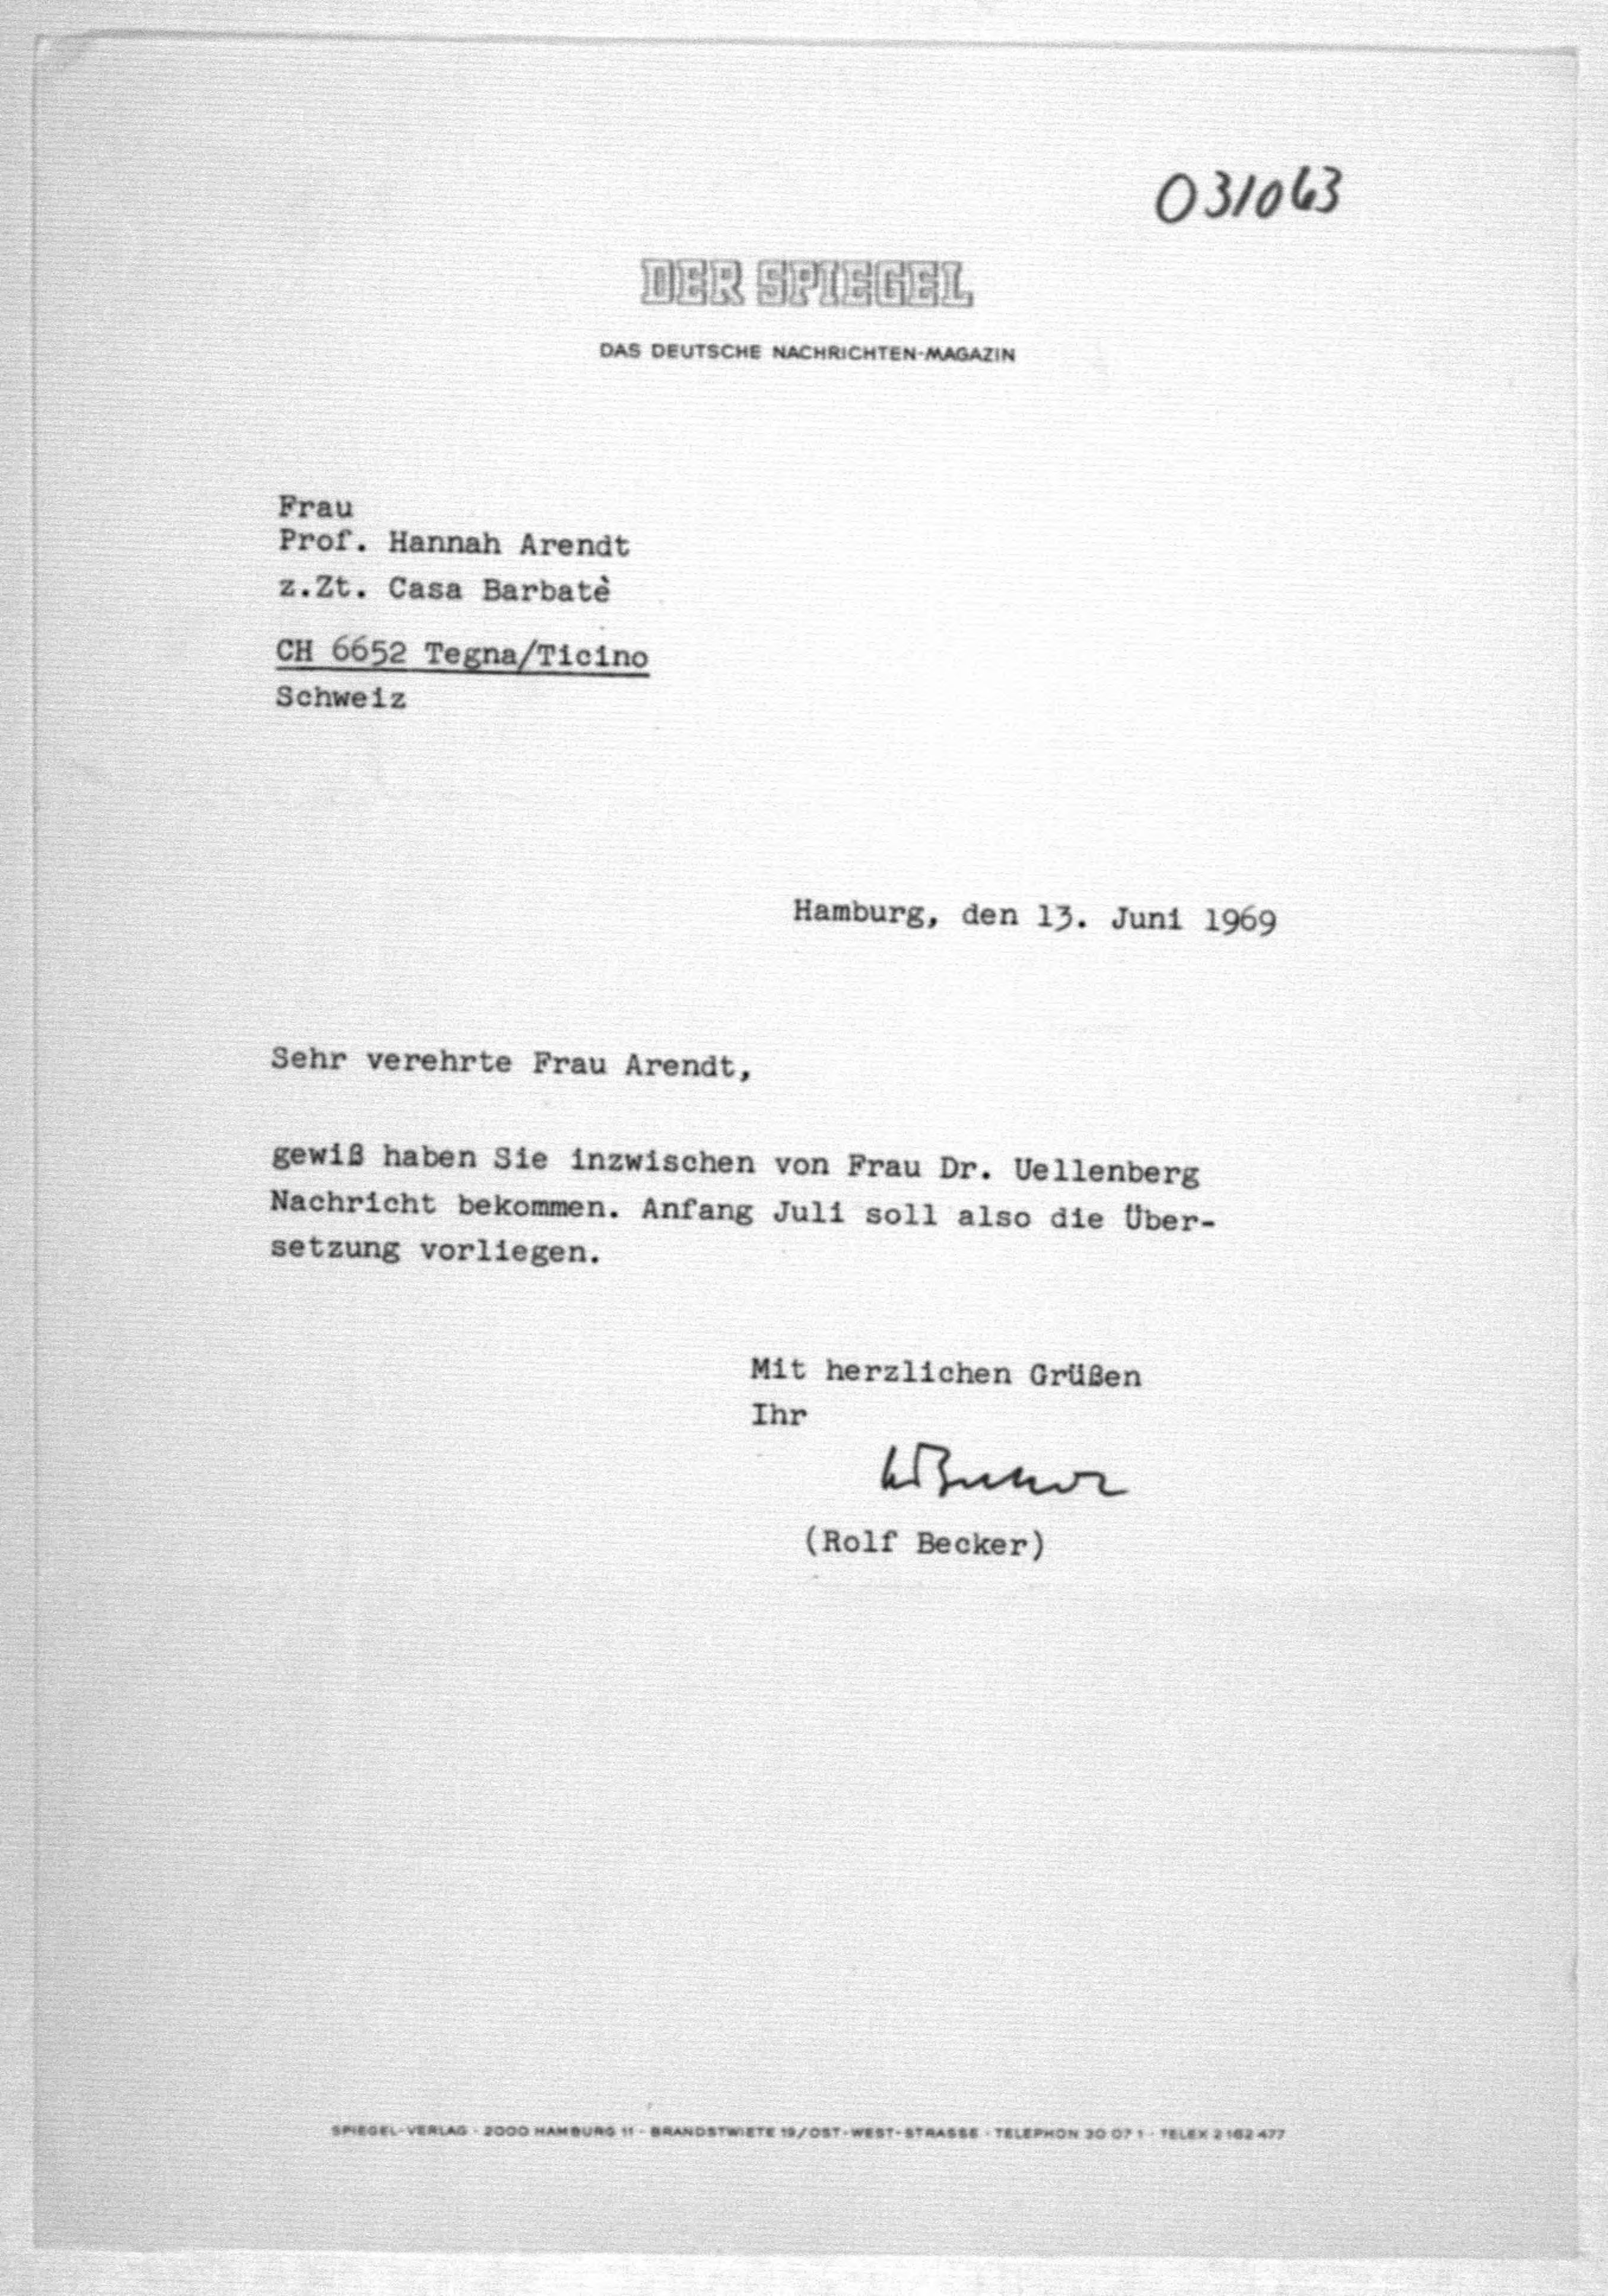 031063
DER SPIEGEL
DAS DEUTSCHE NACHRICHTEN-MAGAZIN
Frau
Prof. Hannah Arendt
z.Zt. Casa Barbatè
CH 6652 Tegna/Ticino
Schweiz
Hamburg, den 13. Juni 1969
Sehr verehrte Frau Arendt,
gewiß haben Sie inzwischen von Frau Dr. Uellenberg
Nachricht bekommen. Anfang Juli soll also die Über-
setzung vorliegen.
Mit herzlichen Grüßen
Ihr
(Rolf Becker)
SPIEGEL-VERLAG · 2000 HAMBURG 11 · BRANDSTWIETE 19/OST-WEST-STRASSE · TELEPHON 30 07 1 · TELEX 2 162 477